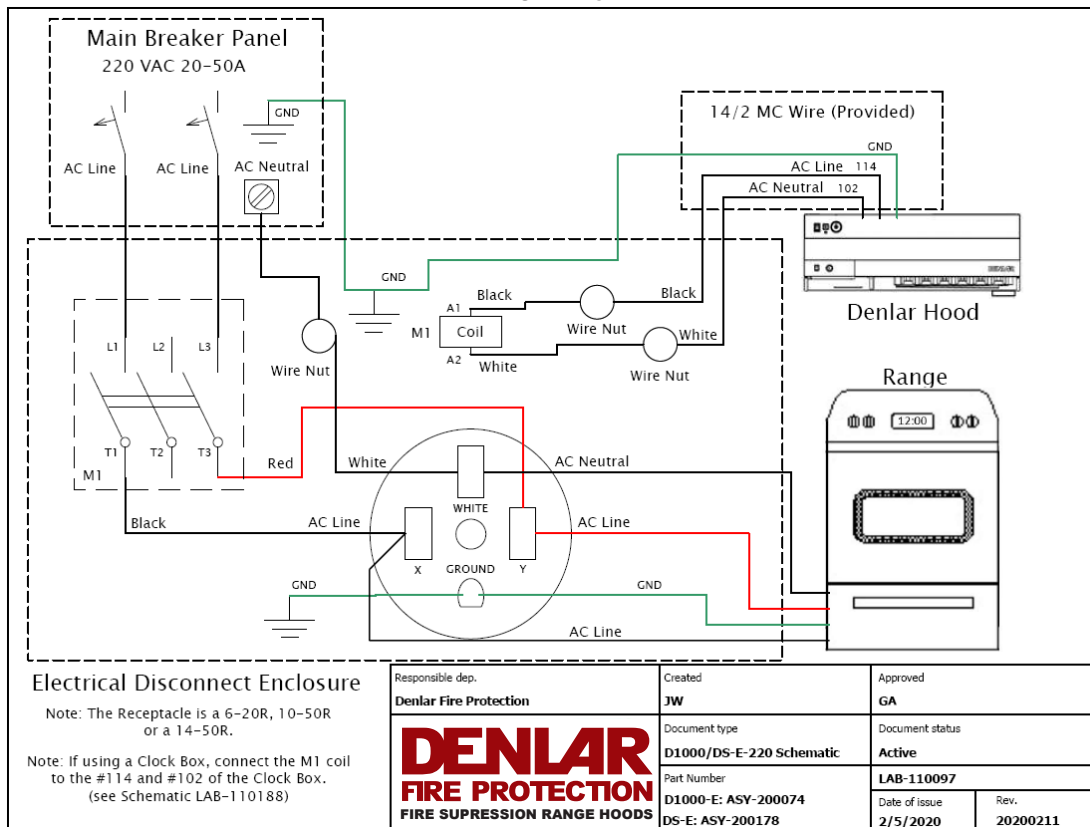 Main Breaker Panel
220 VAC 20-50A
GND
AC Line
AC Line
AC Neutral
14/2 MC Wire (Provided)
GND
AC Line 114
AC Neutral 102
DENLAR
Denlar Hood
GND
A1
Black
Black
M1
Coil
Wire Nut
A2
White
White
Wire Nut
Wire Nut
L1
L2
L3
T1
T2
T3
M1
Range
12:00
Red
White
AC Neutral
WHITE
Black
AC Line
AC Line
X
GROUND
Y
GND
GND
AC Line
Electrical Disconnect Enclosure
Note: The Receptacle is a 6-20R, 10-50R
or a 14-50R.
Note: If using a Clock Box, connect the M1 coil
to the #114 and #102 of the Clock Box.
(see Schematic LAB-110188)
Responsible dep.
Denlar Fire Protection
Created
JW
Approved
GA
DENLAR
FIRE PROTECTION
FIRE SUPRESSION RANGE HOODS
Document type
D1000/DS-E-220 Schematic
Document status
Active
Part Number
D1000-E: ASY-200074
DS-E: ASY-200178
LAB-110097
Date of issue
2/5/2020
Rev.
20200211